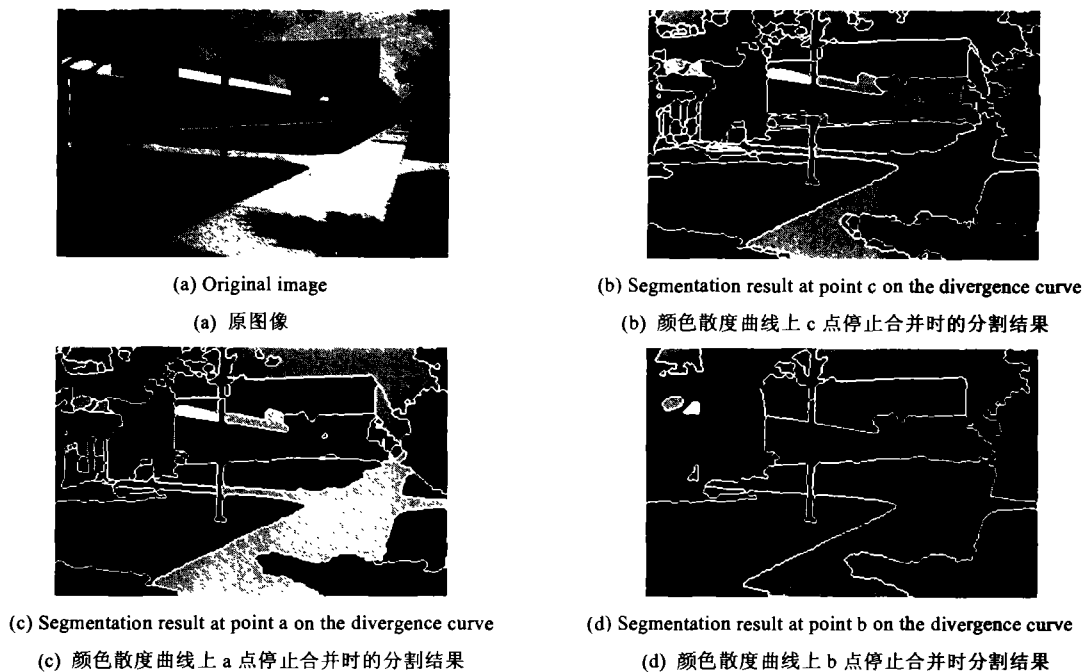 (a) Original image
(a) 原图像
(b) Segmentation result at point c on the divergence curve
(b) 颜色散度曲线上 c 点停止合并时的分割结果
(c) Segmentation result at point a on the divergence curve
(c) 颜色散度曲线上 a 点停止合并时的分割结果
(d) Segmentation result at point b on the divergence curve
(d) 颜色散度曲线上 b 点停止合并时分割结果